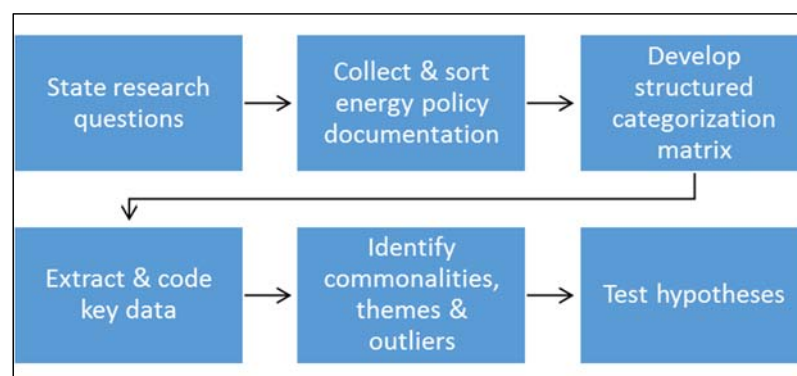 State research
questions
Collect & sort
energy policy
documentation
Develop
structured
categorization
matrix
Extract & code
key data
Identify
commonalities,
themes &
outliers
Test hypotheses